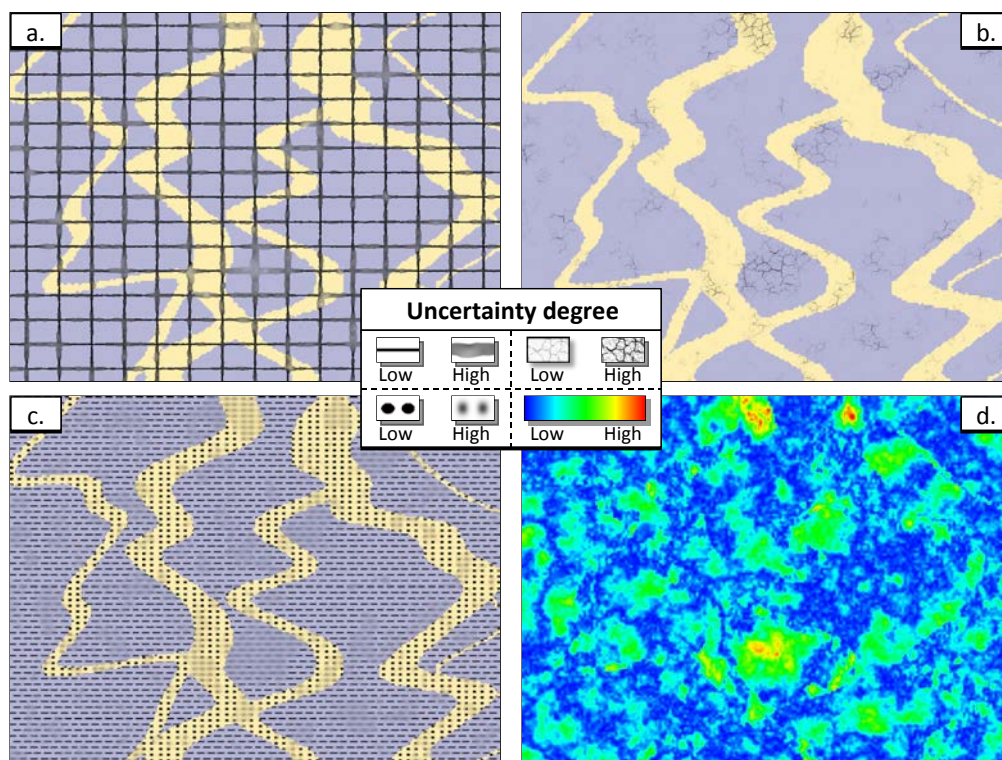 a.
b.
Uncertainty degree
Low High Low High
Low High Low High
c.
d.